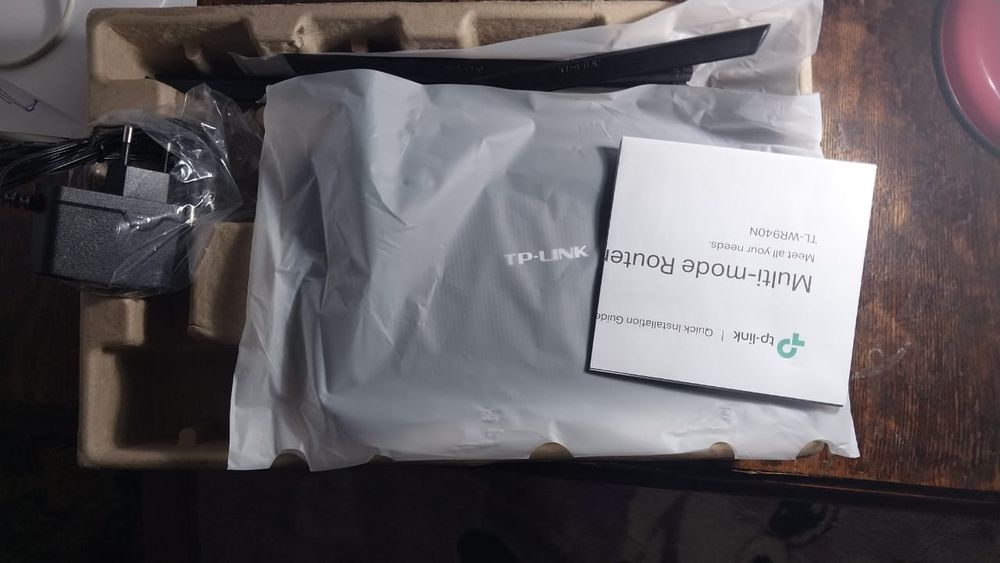 TP-LINK
tp-link | Quick Installation Guide
Multi-mode Router
Meet all your needs.
TL-WR940N